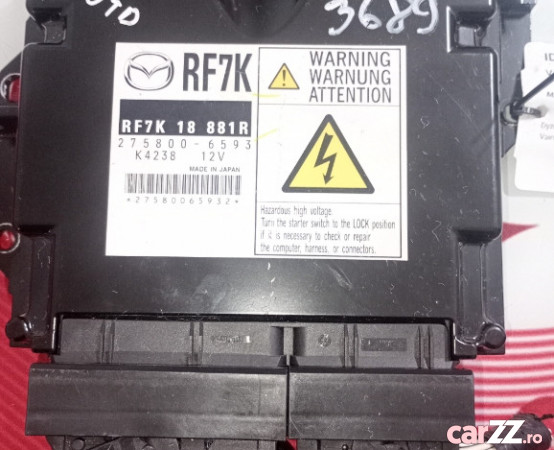 3689
RF7K
WARNING
WARNUNG
ATTENTION
RF7K 18 881R
275800-6593
K4238 12V
MADE IN JAPAN
*27580065932*
Hazardous high voltage.
Turn the starter switch to the LOCK position
if it is necessary to check or repair
the computer, harness, or connectors.
carZZ.ro